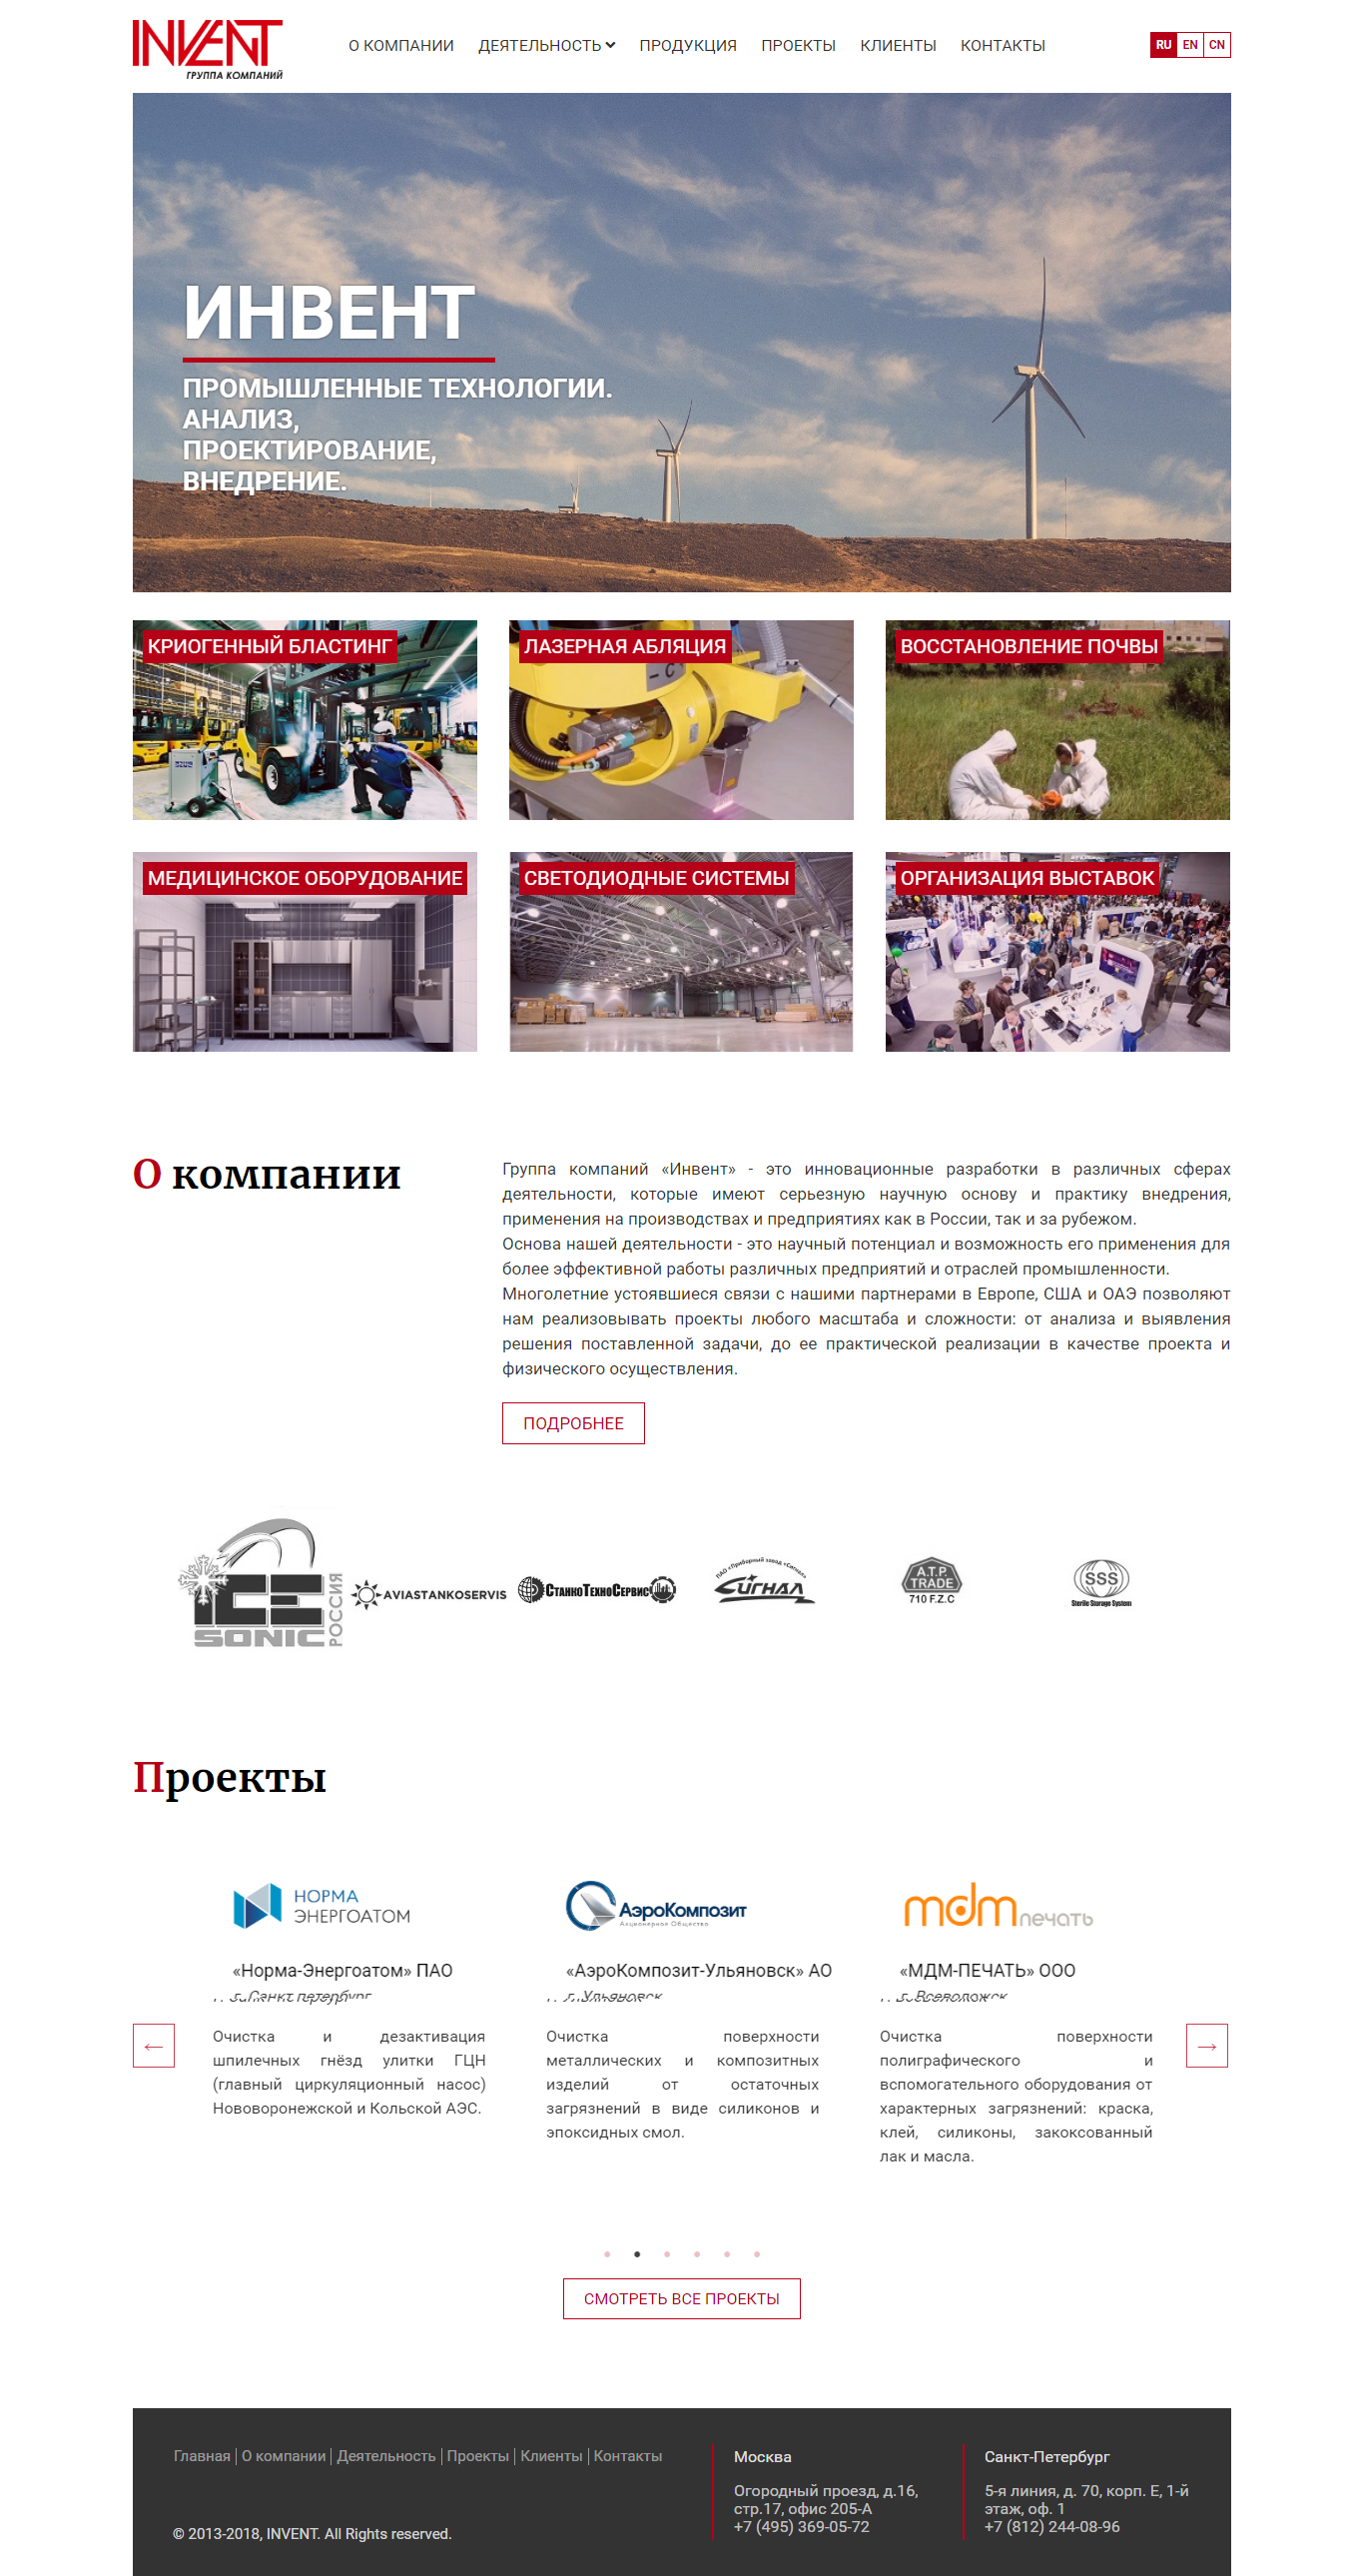 INVENT
ГРУППА КОМПАНИЙ
О КОМПАНИИ ДЕЯТЕЛЬНОСТЬ ПРОДУКЦИЯ ПРОЕКТЫ КЛИЕНТЫ КОНТАКТЫ
RU EN CN
ИНВЕНТ
ПРОМЫШЛЕННЫЕ ТЕХНОЛОГИИ.
АНАЛИЗ,
ПРОЕКТИРОВАНИЕ,
ВНЕДРЕНИЕ.
КРИОГЕННЫЙ БЛАСТИНГ
ЛАЗЕРНАЯ АБЛЯЦИЯ
ВОССТАНОВЛЕНИЕ ПОЧВЫ
МЕДИЦИНСКОЕ ОБОРУДОВАНИЕ
СВЕТОДИОДНЫЕ СИСТЕМЫ
ОРГАНИЗАЦИЯ ВЫСТАВОК
О компании
Группа компаний «Инвент» - это инновационные разработки в различных сферах
деятельности, которые имеют серьезную научную основу и практику внедрения,
применения на производствах и предприятиях как в России, так и за рубежом.
Основа нашей деятельности - это научный потенциал и возможность его применения для
более эффективной работы различных предприятий и отраслей промышленности.
Многолетние устоявшиеся связи с нашими партнерами в Европе, США и ОАЭ позволяют
нам реализовывать проекты любого масштаба и сложности: от анализа и выявления
решения поставленной задачи, до ее практической реализации в качестве проекта и
физического осуществления.
ПОДРОБНЕЕ
ICE
SONIC
РОССИЯ
AVIASTANKOSERVIS
СТАНКОТЕХНОСЕРВИС
ПАО «Приборный завод «Сигнал»
СИГНАЛ
A.T.P.
TRADE
710 F.Z.C
SSS
Sterile Storage System
Проекты
НОРМА
ЭНЕРГОАТОМ
«Норма-Энергоатом» ПАО
г. Санкт петербург
Очистка и дезактивация
шпилечных гнёзд улитки ГЦН
(главный циркуляционный насос)
Нововоронежской и Кольской АЭС.
АэроКомпозит
Акционерная Общество
«АэроКомпозит-Ульяновск» АО
г. Ульяновск
Очистка поверхности
металлических и композитных
изделий от остаточных
загрязнений в виде силиконов и
эпоксидных смол.
mdm печать
«МДМ-ПЕЧАТЬ» ООО
г. Всеволожск
Очистка поверхности
полиграфического и
вспомогательного оборудования от
характерных загрязнений: краска,
клей, силиконы, закоксованный
лак и масла.
←
→
СМОТРЕТЬ ВСЕ ПРОЕКТЫ
Главная | О компании | Деятельность | Проекты | Клиенты | Контакты
© 2013-2018, INVENT. All Rights reserved.
Москва
Огородный проезд, д.16,
стр.17, офис 205-А
+7 (495) 369-05-72
Санкт-Петербург
5-я линия, д. 70, корп. Е, 1-й
этаж, оф. 1
+7 (812) 244-08-96